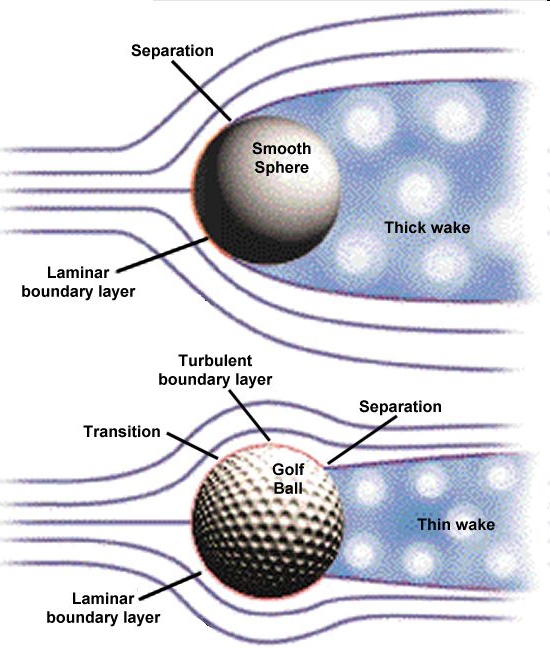 Separation
Smooth
Sphere
Thick wake
Laminar
boundary layer
Turbulent
boundary layer
Separation
Transition
Golf
Ball
Thin wake
Laminar
boundary layer